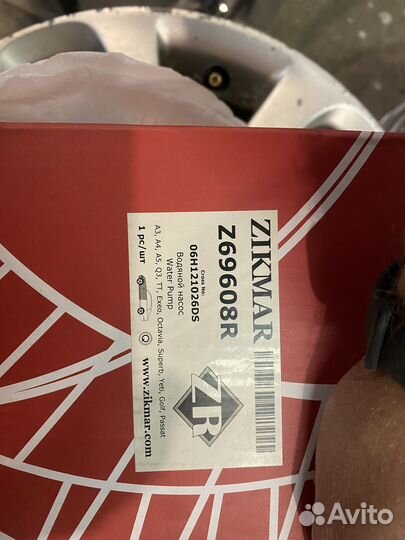 ZIKMAR
Z69608R
Cross No.
06H121026DS
Водяной насос
Water Pump
A3, A4, A5, Q3, TT, Exeo, Octavia, Superb, Yeti, Golf, Passat
1 pc/шт
Q
www.zikmar.com
ZR
Avito